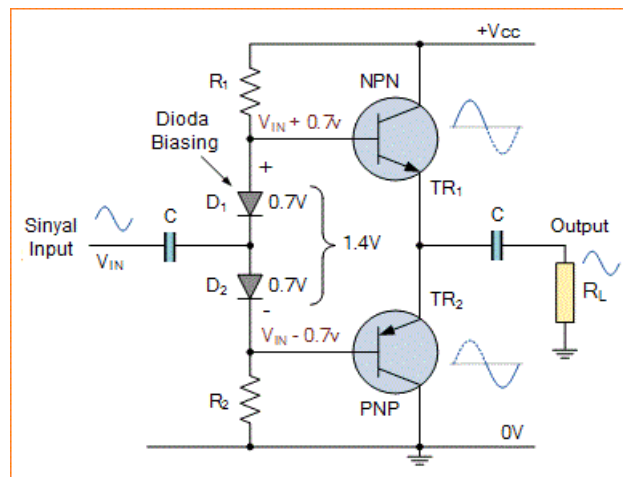 +Vcc
R1
NPN
Dioda
Biasing
VIN + 0.7v
+
TR1
D1
0.7V
Sinyal
Input
VIN
C
1.4V
C
Output
RL
D2
0.7V
-
TR2
VIN - 0.7v
R2
PNP
0V